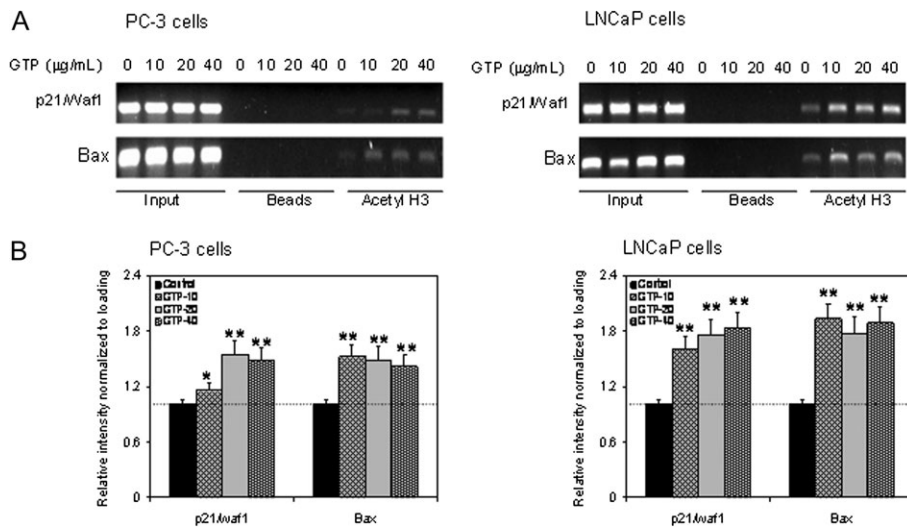 A
PC-3 cells
LNCaP cells
GTP (µg/mL) 0 10 20 40 0 10 20 40 0 10 20 40
GTP (µg/mL) 0 10 20 40 0 10 20 40 0 10 20 40
p21/Waf1
p21/Waf1
Bax
Bax
Input
Beads
Acetyl H3
Input
Beads
Acetyl H3
B
PC-3 cells
LNCaP cells
Relative intensity normalized to loading
2.4
1.8
1.2
0.6
0
Control
GTP-10
GTP-20
GTP-40
*
**
**
**
**
**
p21/waf1
Bax
Relative intensity normalized to loading
2.4
1.8
1.2
0.6
0
Control
GTP-10
GTP-20
GTP-40
**
**
**
**
**
**
p21/waf1
Bax